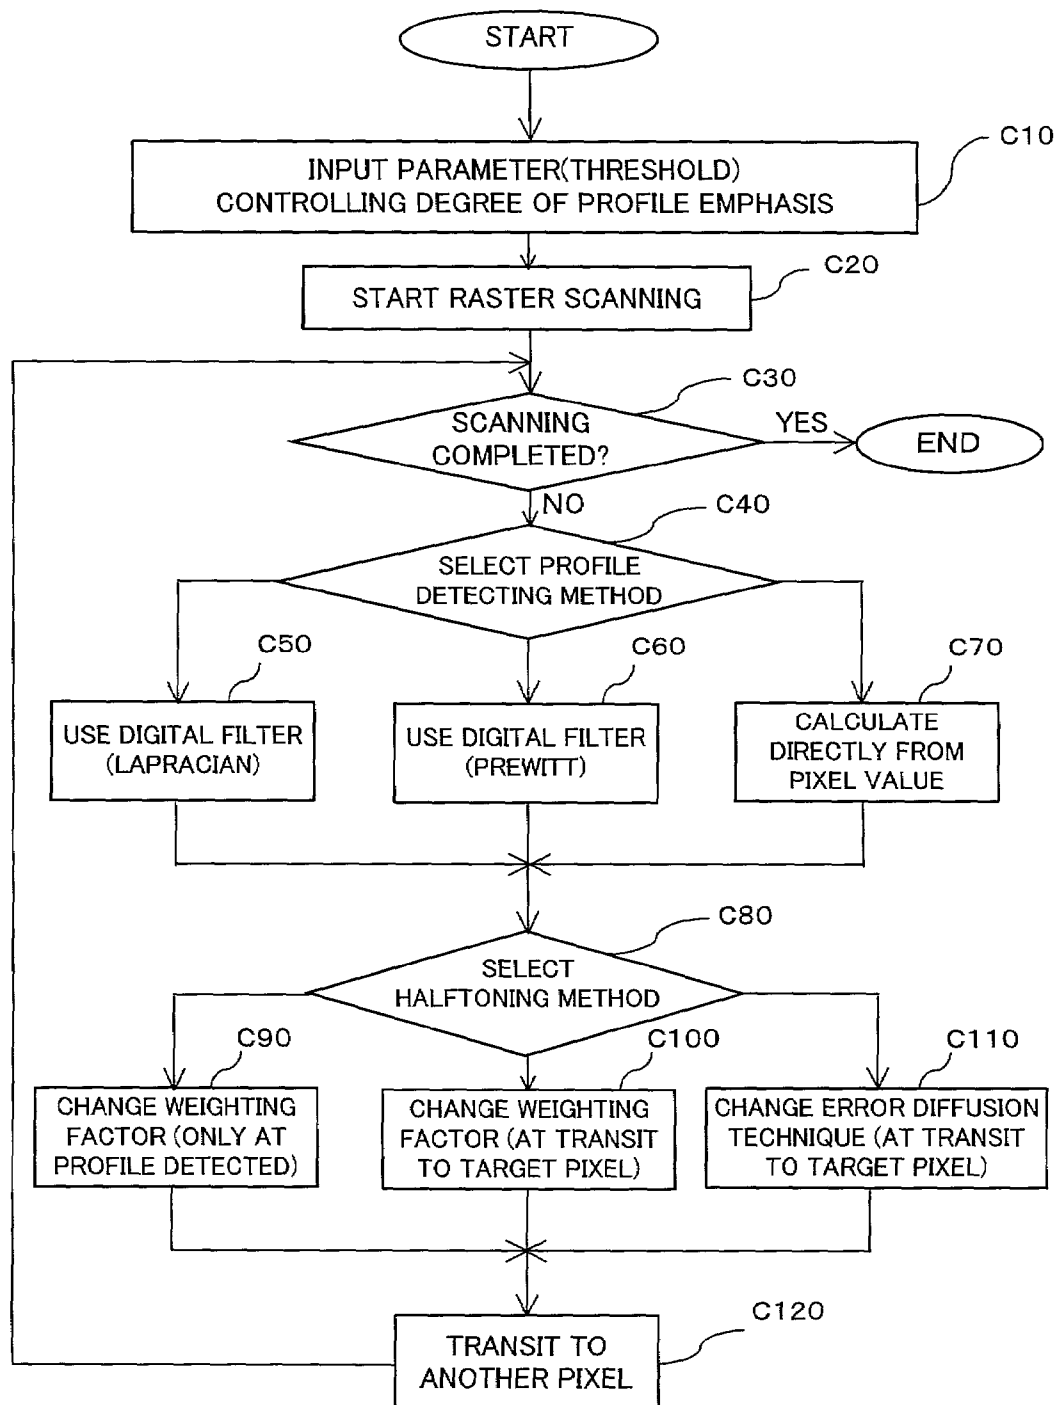 START
C10
INPUT PARAMETER(THRESHOLD)
CONTROLLING DEGREE OF PROFILE EMPHASIS
C20
START RASTER SCANNING
C30
SCANNING
COMPLETED?
YES
END
NO
C40
SELECT PROFILE
DETECTING METHOD
C50
USE DIGITAL FILTER
(LAPRACIAN)
C60
USE DIGITAL FILTER
(PREWITT)
C70
CALCULATE
DIRECTLY FROM
PIXEL VALUE
C80
SELECT
HALFTONING METHOD
C90
CHANGE WEIGHTING
FACTOR (ONLY AT
PROFILE DETECTED)
C100
CHANGE WEIGHTING
FACTOR (AT TRANSIT
TO TARGET PIXEL)
C110
CHANGE ERROR DIFFUSION
TECHNIQUE (AT TRANSIT
TO TARGET PIXEL)
C120
TRANSIT TO
ANOTHER PIXEL